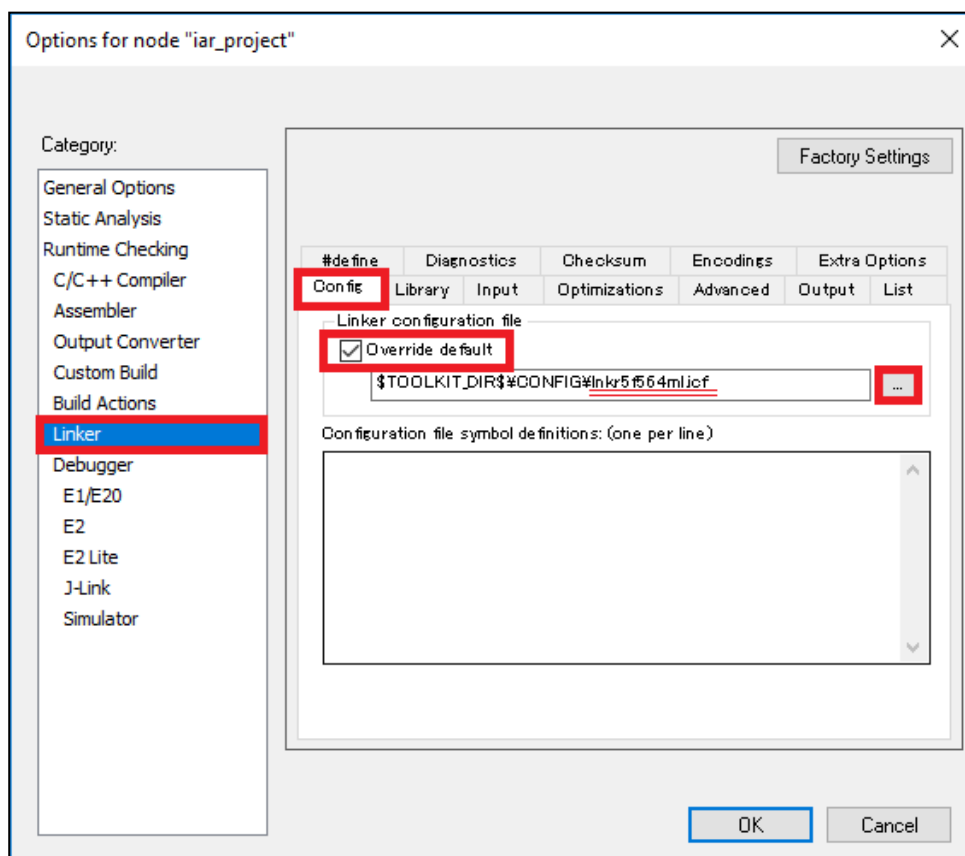 Options for node "iar_project"
Category:
General Options
Static Analysis
Runtime Checking
C/C++ Compiler
Assembler
Output Converter
Custom Build
Build Actions
Linker
Debugger
E1/E20
E2
E2 Lite
J-Link
Simulator
Factory Settings
#define Diagnostics Checksum Encodings Extra Options
Config Library Input Optimizations Advanced Output List
Linker configuration file
Override default
$TOOLKIT_DIR$¥CONFIG¥lnkr5f564ml.icf
...
Configuration file symbol definitions: (one per line)
OK Cancel